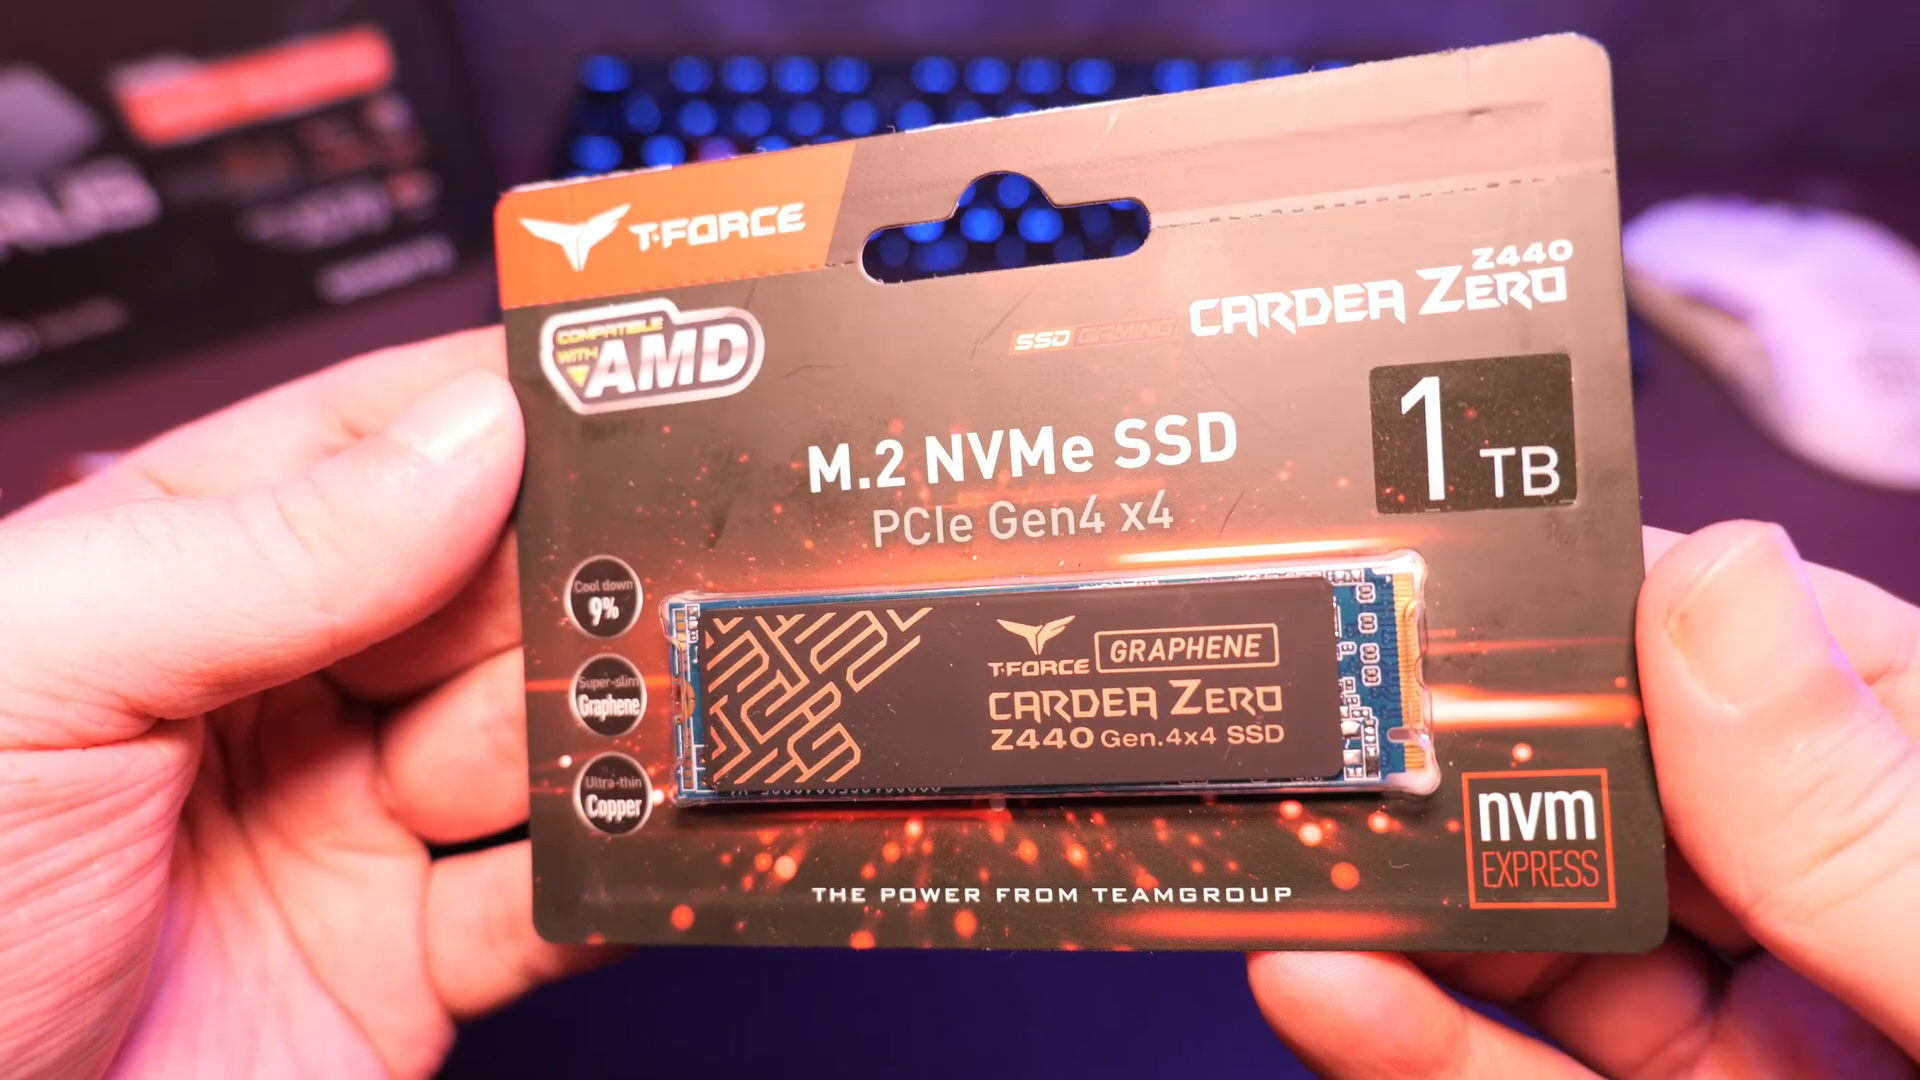 T-FORCE
Z440
CARDEA ZERO
SSD GAMING
COMPATIBLE
WITH
AMD
M.2 NVMe SSD
PCIe Gen4 x4
1 TB
Cool down
9%
Super-slim
Graphene
Ultra-thin
Copper
T-FORCE GRAPHENE
CARDEA ZERO
Z440 Gen.4x4 SSD
nvm
EXPRESS
THE POWER FROM TEAMGROUP